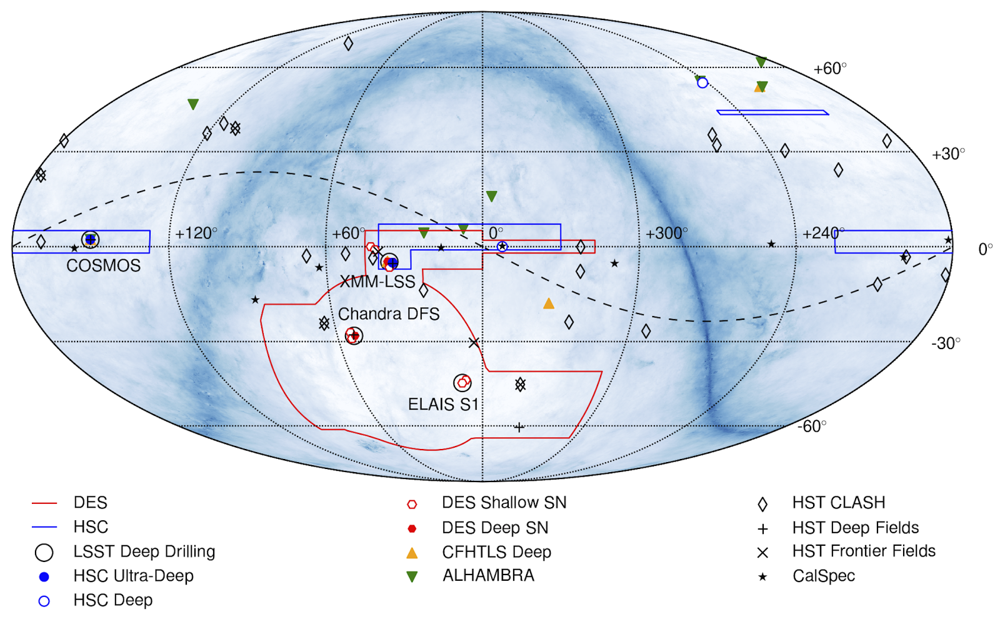 +60°
+30°
+120°
+60°
0°
+300°
+240°
0°
COSMOS
XMM-LSS
Chandra DFS
-30°
ELAIS S1
-60°
DES
DES Shallow SN
HST CLASH
HSC
DES Deep SN
HST Deep Fields
LSST Deep Drilling
CFHTLS Deep
HST Frontier Fields
HSC Ultra-Deep
ALHAMBRA
CalSpec
HSC Deep